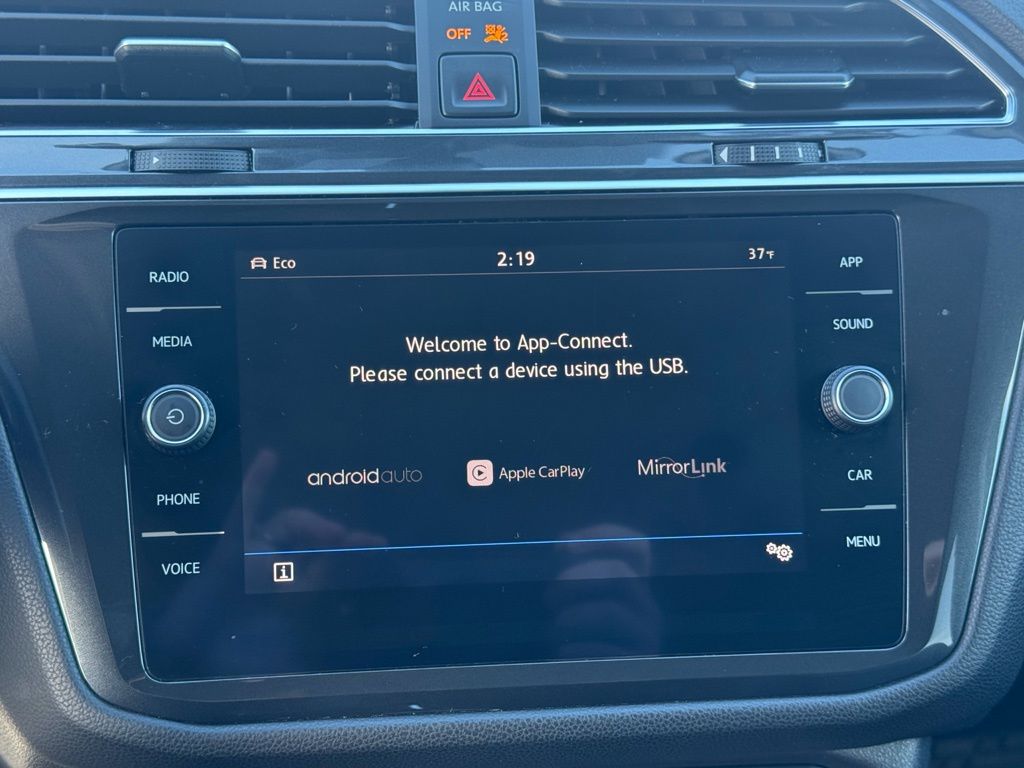 AIR BAG
OFF
RADIO
MEDIA
PHONE
VOICE
Eco
2:19
37°F
Welcome to App-Connect.
Please connect a device using the USB.
androidauto
Apple CarPlay
MirrorLink
i
APP
SOUND
CAR
MENU